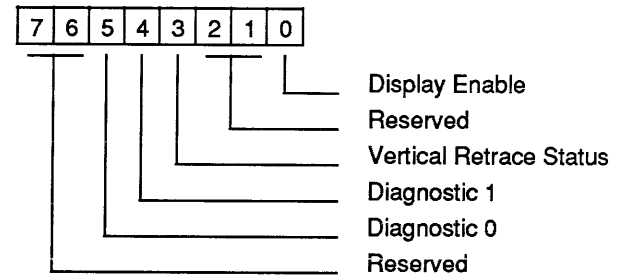 7 6 5 4 3 2 1 0
Display Enable
Reserved
Vertical Retrace Status
Diagnostic 1
Diagnostic 0
Reserved